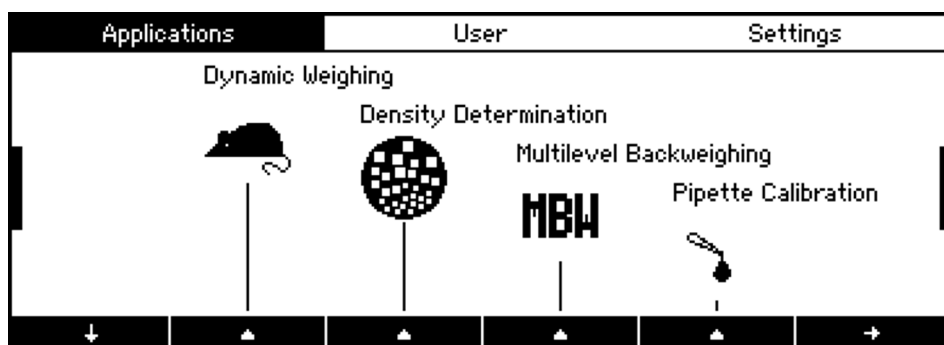 Applications User Settings
Dynamic Weighing
Density Determination
Multilevel Backweighing
Pipette Calibration
MBW